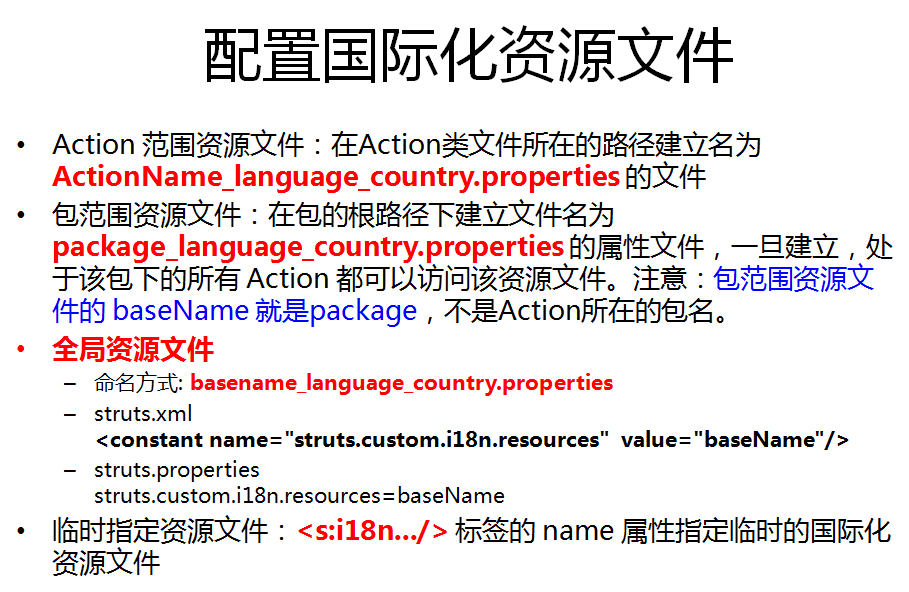 配置国际化资源文件
• Action 范围资源文件：在Action类文件所在的路径建立名为
ActionName_language_country.properties 的文件
• 包范围资源文件：在包的根路径下建立文件名为
package_language_country.properties 的属性文件，一旦建立，处
于该包下的所有 Action 都可以访问该资源文件。注意：包范围资源文
件的 baseName 就是package，不是Action所在的包名。
• 全局资源文件
– 命名方式: basename_language_country.properties
– struts.xml
<constant name="struts.custom.i18n.resources" value="baseName"/>
– struts.properties
struts.custom.i18n.resources=baseName
• 临时指定资源文件：<s:i18n…/> 标签的 name 属性指定临时的国际化
资源文件